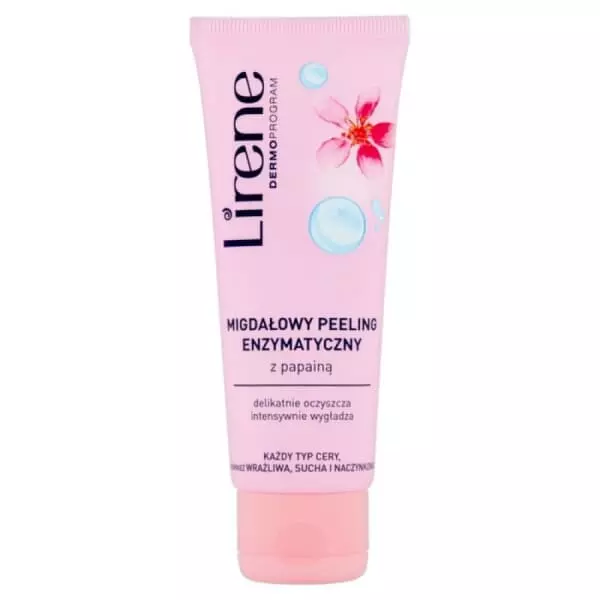 Lirene
DERMOPROGRAM
MIGDAŁOWY PEELING
ENZYMATYCZNY
z papainą
delikatnie oczyszcza
intensywnie wygładza
KAŻDY TYP CERY,
WRAŻLIWA, SUCHA I